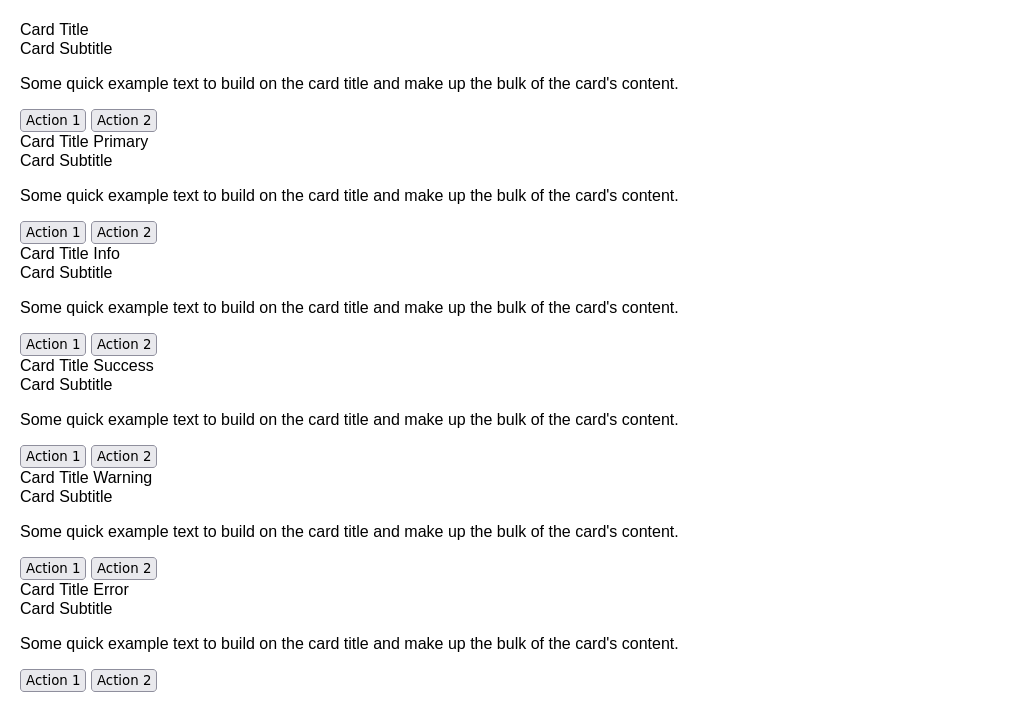 Card Title
Card Subtitle
Some quick example text to build on the card title and make up the bulk of the card's content.
Action 1 Action 2
Card Title Primary
Card Subtitle
Some quick example text to build on the card title and make up the bulk of the card's content.
Action 1 Action 2
Card Title Info
Card Subtitle
Some quick example text to build on the card title and make up the bulk of the card's content.
Action 1 Action 2
Card Title Success
Card Subtitle
Some quick example text to build on the card title and make up the bulk of the card's content.
Action 1 Action 2
Card Title Warning
Card Subtitle
Some quick example text to build on the card title and make up the bulk of the card's content.
Action 1 Action 2
Card Title Error
Card Subtitle
Some quick example text to build on the card title and make up the bulk of the card's content.
Action 1 Action 2